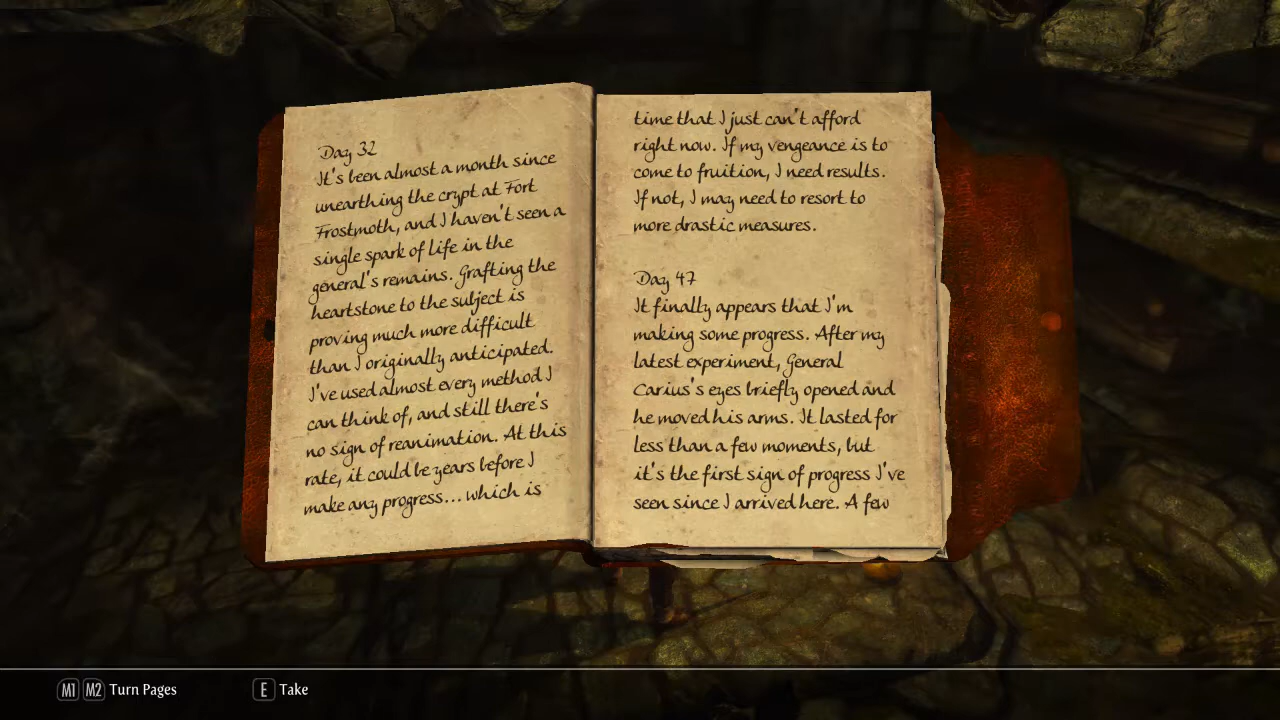 Day 32
It's been almost a month since
unearthing the crypt at Fort
Frostmoth, and I haven't seen a
single spark of life in the
general's remains. Grafting the
heartstone to the subject is
proving much more difficult
than I originally anticipated.
I've used almost every method I
can think of, and still there's
no sign of reanimation. At this
rate, it could be years before I
make any progress... which is
time that I just can't afford
right now. If my vengeance is to
come to fruition, I need results.
If not, I may need to resort to
more drastic measures.
Day 47
It finally appears that I'm
making some progress. After my
latest experiment, General
Carius's eyes briefly opened and
he moved his arms. It lasted for
less than a few moments, but
it's the first sign of progress I've
seen since I arrived here. A few
M1 M2 Turn Pages
E Take